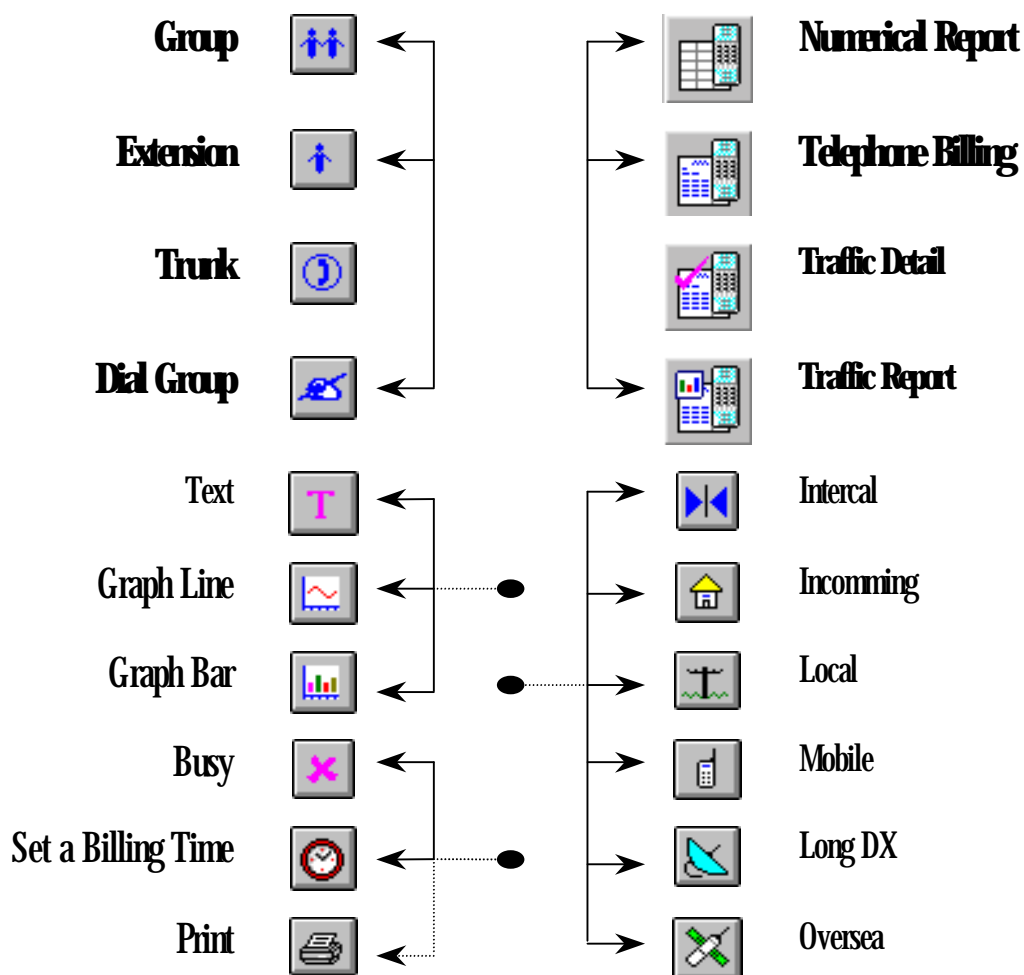 Group
Numerical Report
Extension
Telephone Billing
Trunk
Traffic Detail
Dial Group
Traffic Report
Text
T
Intercal
Graph Line
Incomming
Graph Bar
Local
Busy
Mobile
Set a Billing Time
Long DX
Print
Oversea